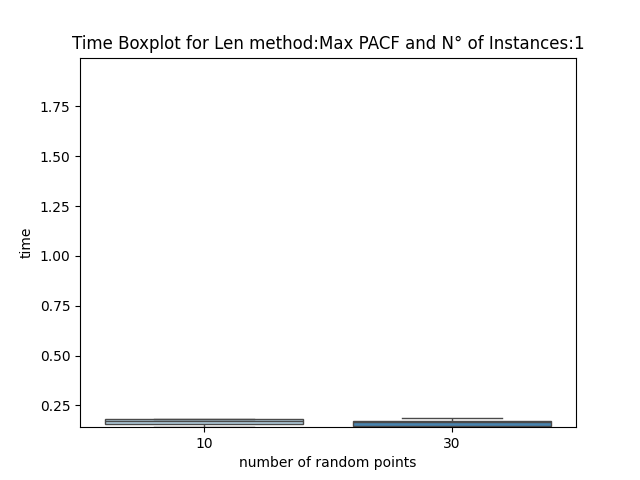 Time Boxplot for Len method:Max PACF and N° of Instances:1
1.75
1.50
1.25
1.00
0.75
0.50
0.25
time
10 30
number of random points